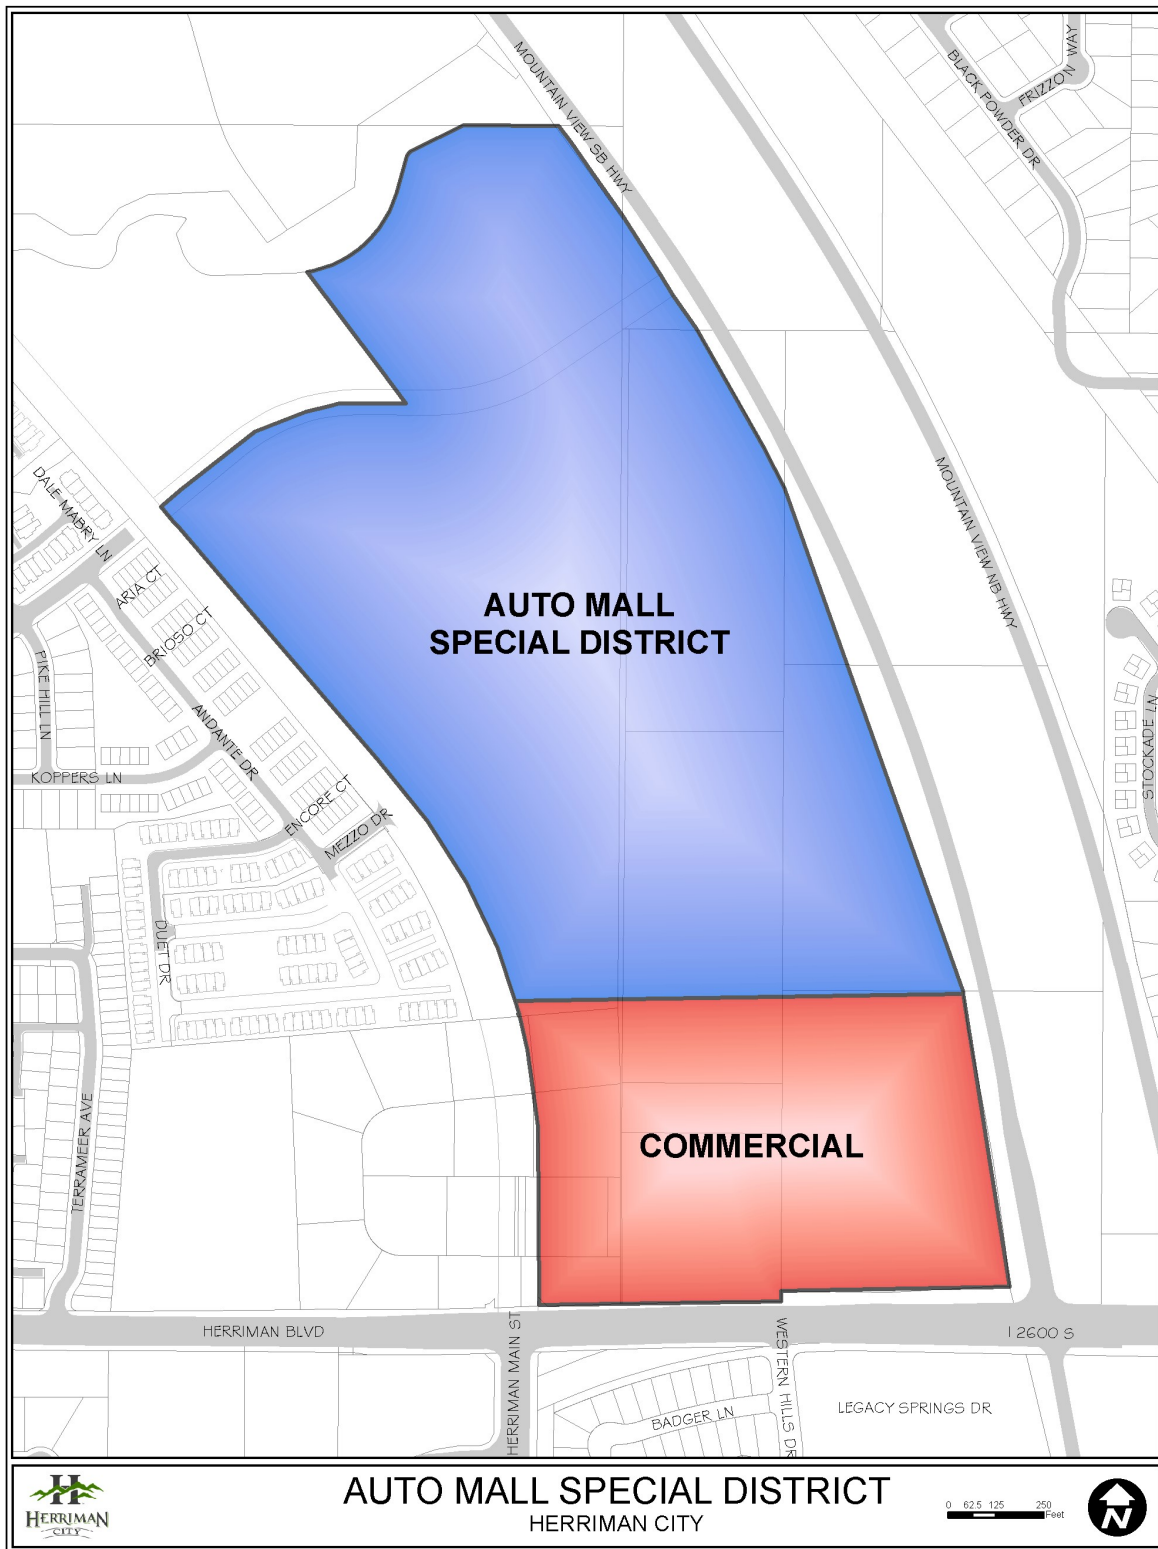 MOUNTAIN VIEW SB HWY
BLACK POWDER DR
FRIZZON WAY
MOUNTAIN VIEW NB HWY
DALE MABRY LN
ARIA CT
BRIOSO CT
PIKE HILL LN
ANDANTE DR
KOPPERS LN
ENCORE CT
MEZZO DR
DUET DR
STOCKADE LN
AUTO MALL
SPECIAL DISTRICT
COMMERCIAL
TERRAMEER AVE
HERRIMAN BLVD
12600 S
HERRIMAN MAIN ST
WESTERN HILLS DR
BADGER LN
LEGACY SPRINGS DR
H
HERRIMAN
CITY
AUTO MALL SPECIAL DISTRICT
HERRIMAN CITY
0 62.5 125 250
Feet
N